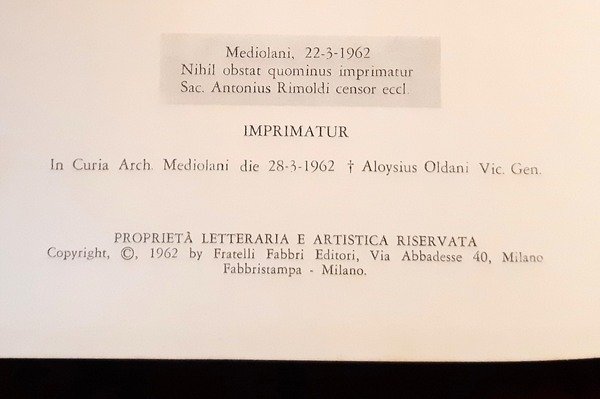 Mediolani, 22-3-1962
Nihil obstat quominus imprimatur
Sac. Antonius Rimoldi censor eccl.
IMPRIMATUR
In Curia Arch. Mediolani die 28-3-1962 † Aloysius Oldani Vic. Gen.
PROPRIETÀ LETTERARIA E ARTISTICA RISERVATA
Copyright, ©, 1962 by Fratelli Fabbri Editori, Via Abbadesse 40, Milano
Fabbristampa - Milano.